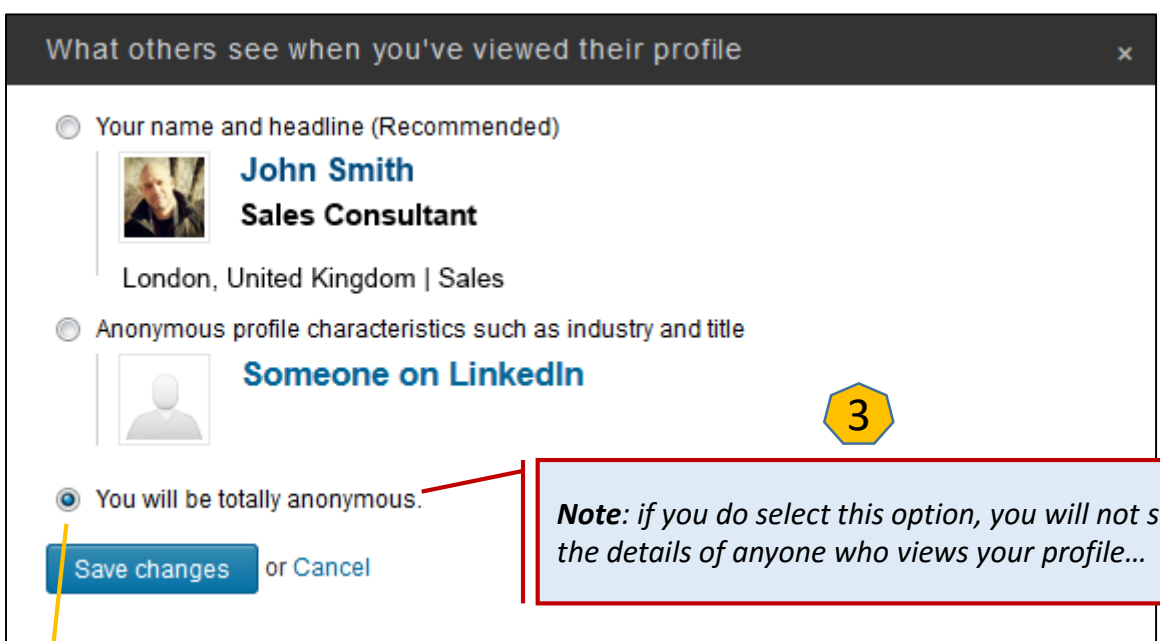 What others see when you've viewed their profile ×
Your name and headline (Recommended)
John Smith
Sales Consultant
London, United Kingdom | Sales
Anonymous profile characteristics such as industry and title
Someone on LinkedIn
3
You will be totally anonymous.
Note: if you do select this option, you will not s
the details of anyone who views your profile…
Save changes or Cancel